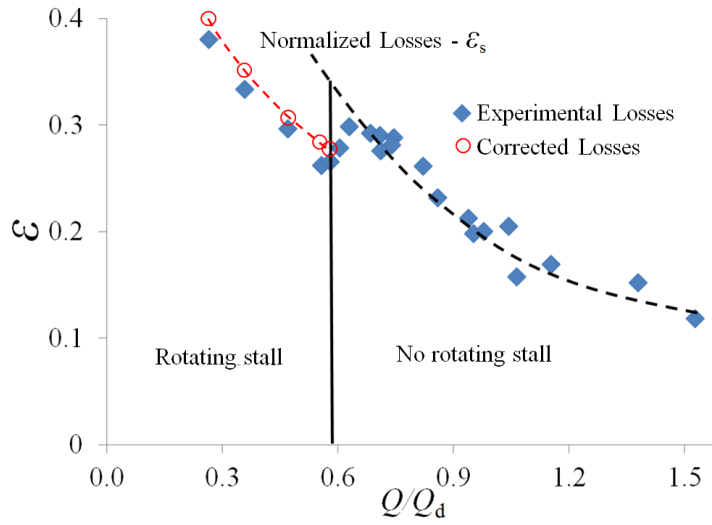 0.4
Normalized Losses - ℰs
Experimental Losses
Corrected Losses
0.3
ℰ
0.2
0.1
Rotating stall
No rotating stall
0
0.0
0.3
0.6
0.9
1.2
1.5
Q/Qd